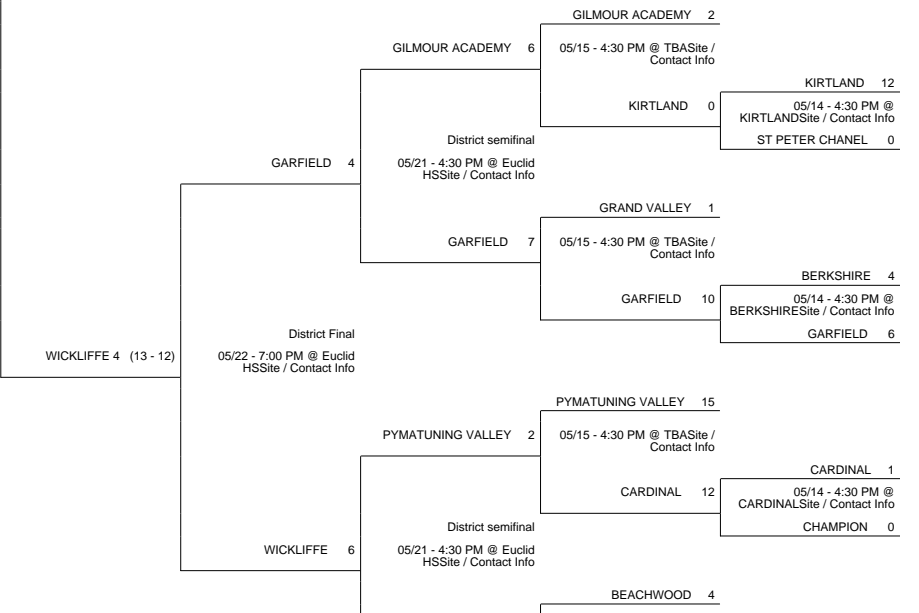 GILMOUR ACADEMY 2
GILMOUR ACADEMY 6
05/15 - 4:30 PM @ TBASite /
Contact Info
KIRTLAND 12
KIRTLAND 0
05/14 - 4:30 PM @
KIRTLANDSite / Contact Info
ST PETER CHANEL 0
District semifinal
GARFIELD 4
05/21 - 4:30 PM @ Euclid
HSSite / Contact Info
GRAND VALLEY 1
GARFIELD 7
05/15 - 4:30 PM @ TBASite /
Contact Info
BERKSHIRE 4
GARFIELD 10
05/14 - 4:30 PM @
BERKSHIRESite / Contact Info
GARFIELD 6
District Final
WICKLIFFE 4 (13 - 12)
05/22 - 7:00 PM @ Euclid
HSSite / Contact Info
PYMATUNING VALLEY 15
PYMATUNING VALLEY 2
05/15 - 4:30 PM @ TBASite /
Contact Info
CARDINAL 1
CARDINAL 12
05/14 - 4:30 PM @
CARDINALSite / Contact Info
CHAMPION 0
District semifinal
WICKLIFFE 6
05/21 - 4:30 PM @ Euclid
HSSite / Contact Info
BEACHWOOD 4